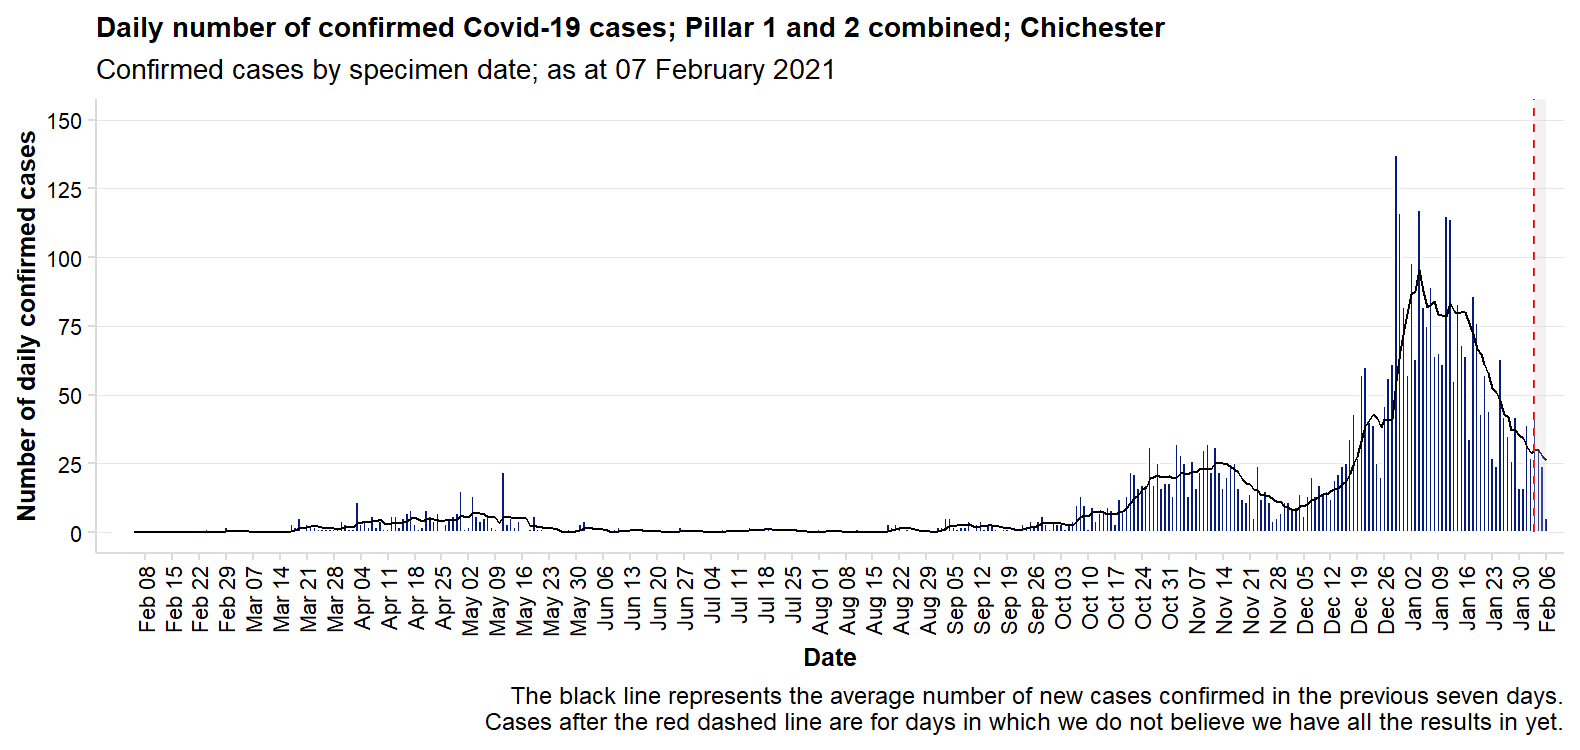 Daily number of confirmed Covid-19 cases; Pillar 1 and 2 combined; Chichester
Confirmed cases by specimen date; as at 07 February 2021
Number of daily confirmed cases
150
125
100
75
50
25
0
Feb 08
Feb 15
Feb 22
Feb 29
Mar 07
Mar 14
Mar 21
Mar 28
Apr 04
Apr 11
Apr 18
Apr 25
May 02
May 09
May 16
May 23
May 30
Jun 06
Jun 13
Jun 20
Jun 27
Jul 04
Jul 11
Jul 18
Jul 25
Aug 01
Aug 08
Aug 15
Aug 22
Aug 29
Sep 05
Sep 12
Sep 19
Sep 26
Oct 03
Oct 10
Oct 17
Oct 24
Oct 31
Nov 07
Nov 14
Nov 21
Nov 28
Dec 05
Dec 12
Dec 19
Dec 26
Jan 02
Jan 09
Jan 16
Jan 23
Jan 30
Feb 06
Date
The black line represents the average number of new cases confirmed in the previous seven days.
Cases after the red dashed line are for days in which we do not believe we have all the results in yet.